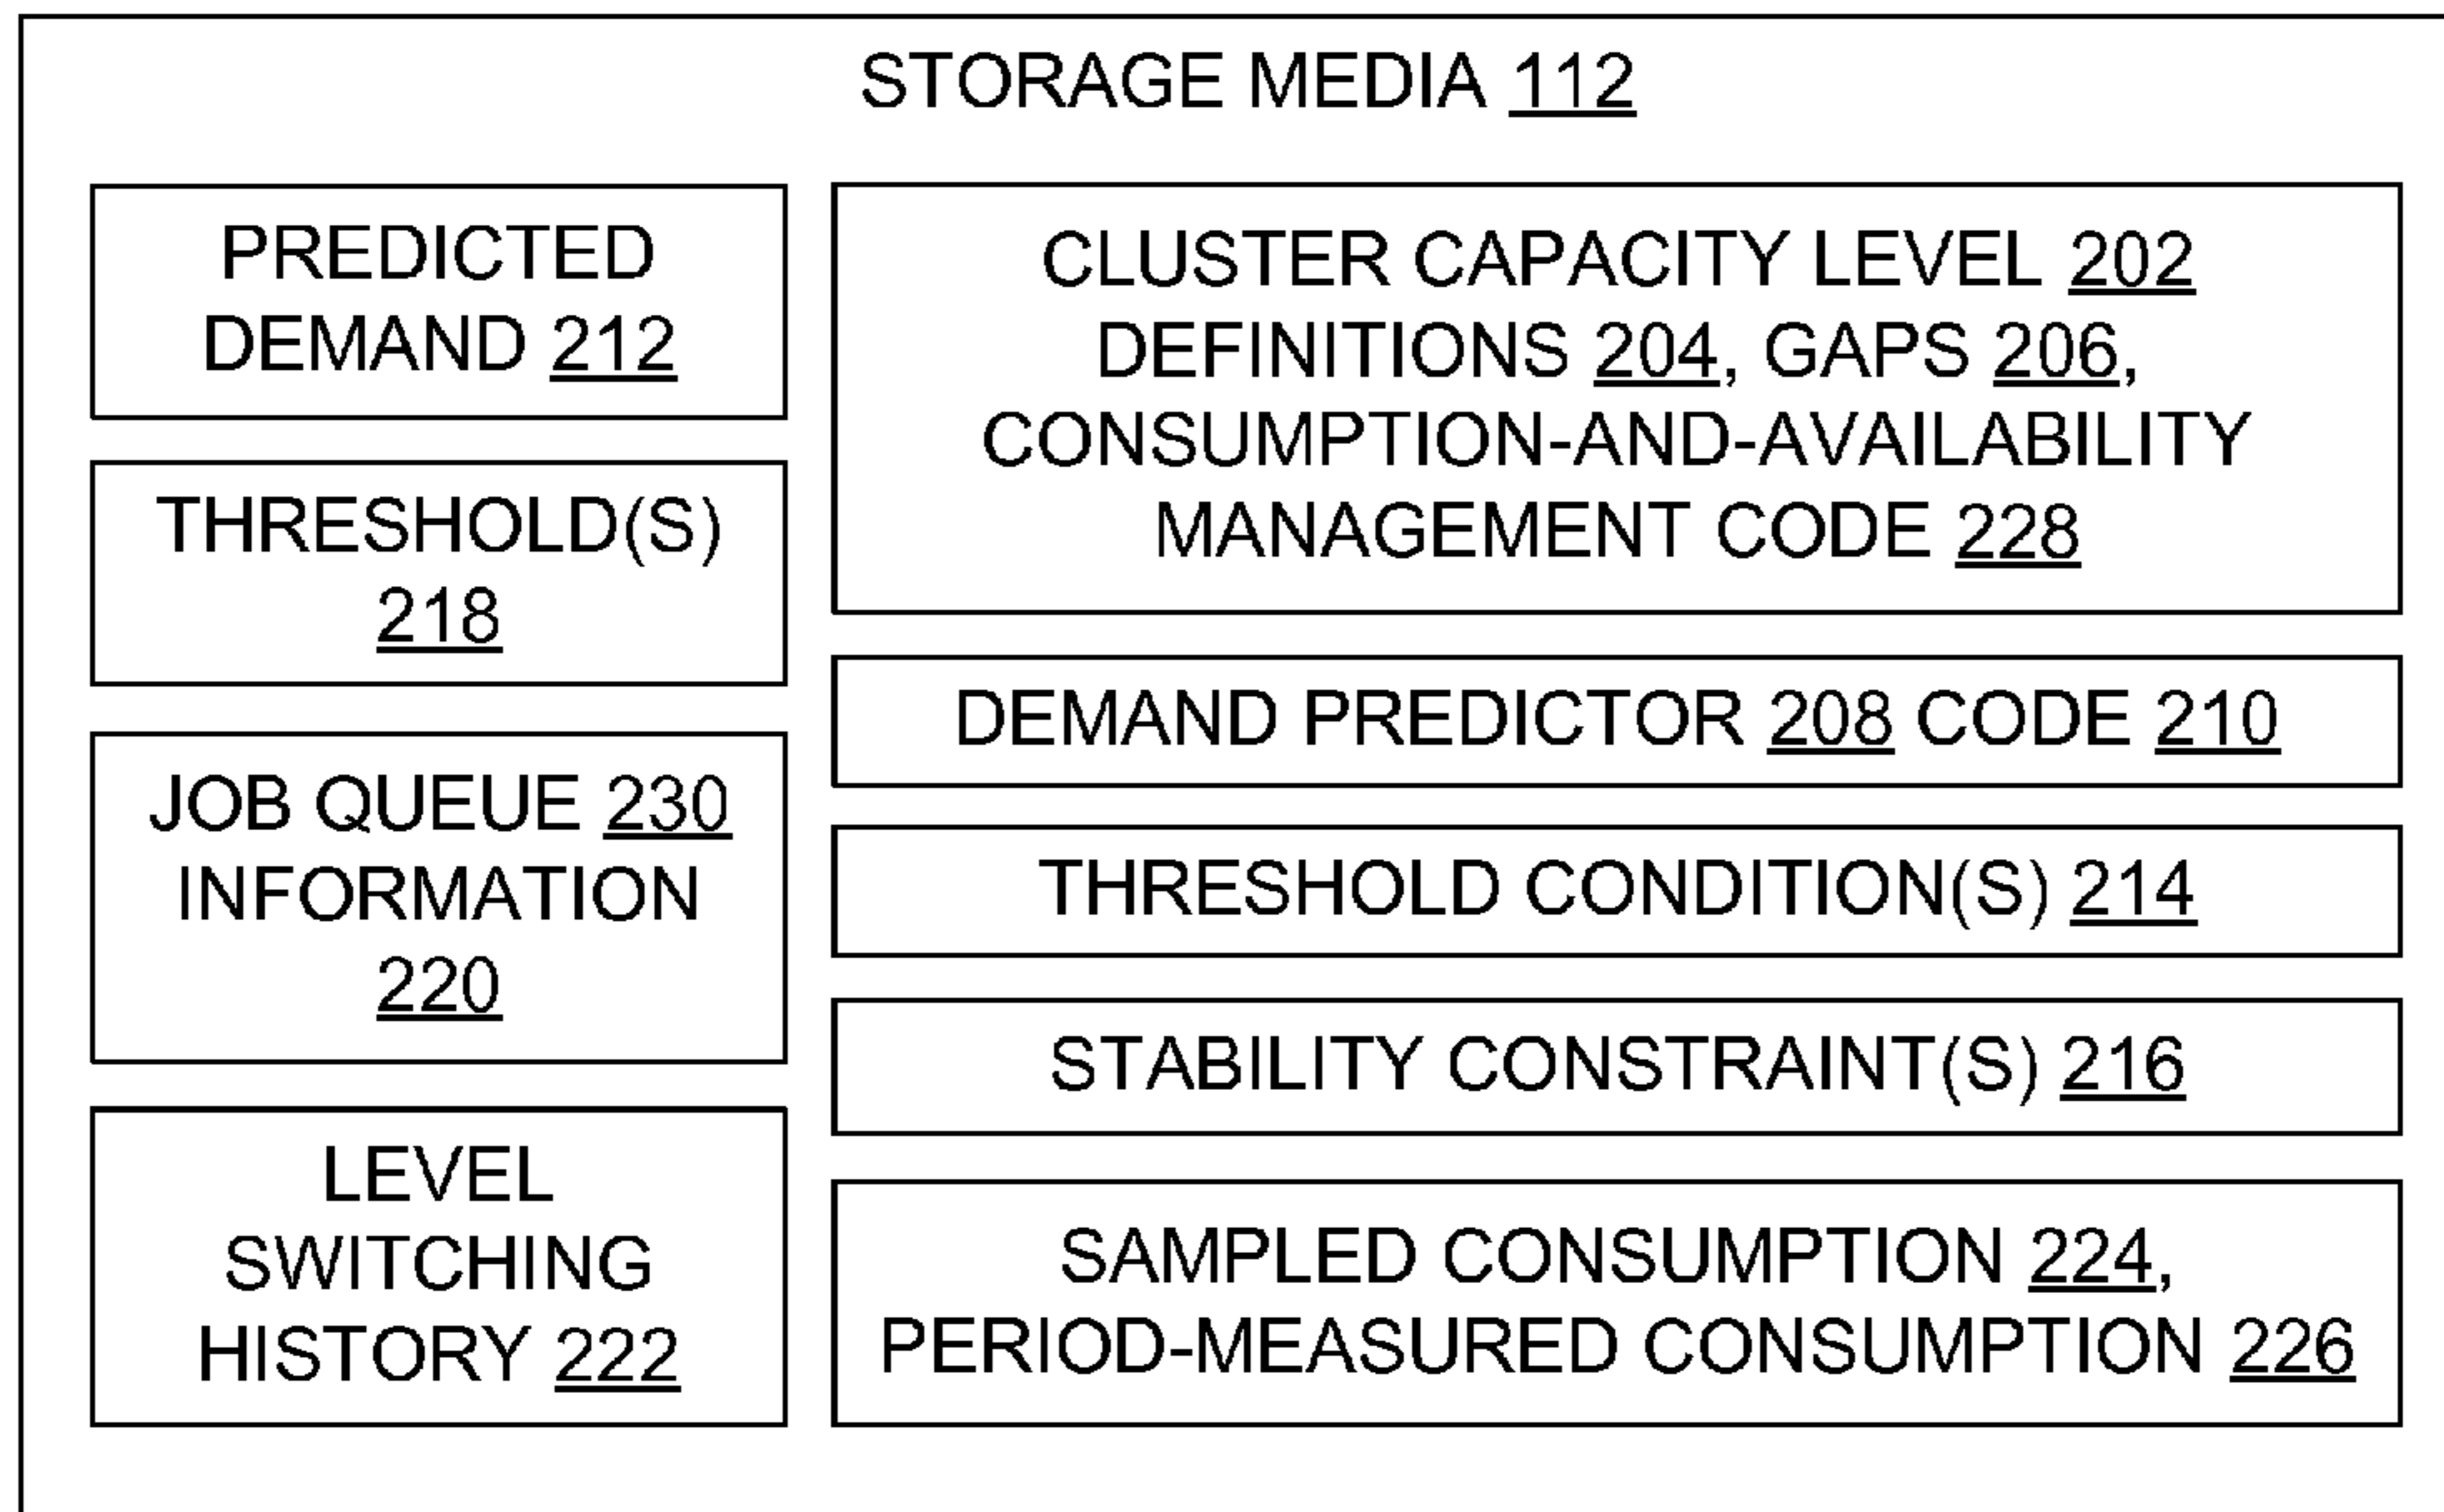 STORAGE MEDIA 112
PREDICTED
DEMAND 212
THRESHOLD(S)
218
JOB QUEUE 230
INFORMATION
220
LEVEL
SWITCHING
HISTORY 222
CLUSTER CAPACITY LEVEL 202
DEFINITIONS 204, GAPS 206,
CONSUMPTION-AND-AVAILABILITY
MANAGEMENT CODE 228
DEMAND PREDICTOR 208 CODE 210
THRESHOLD CONDITION(S) 214
STABILITY CONSTRAINT(S) 216
SAMPLED CONSUMPTION 224,
PERIOD-MEASURED CONSUMPTION 226